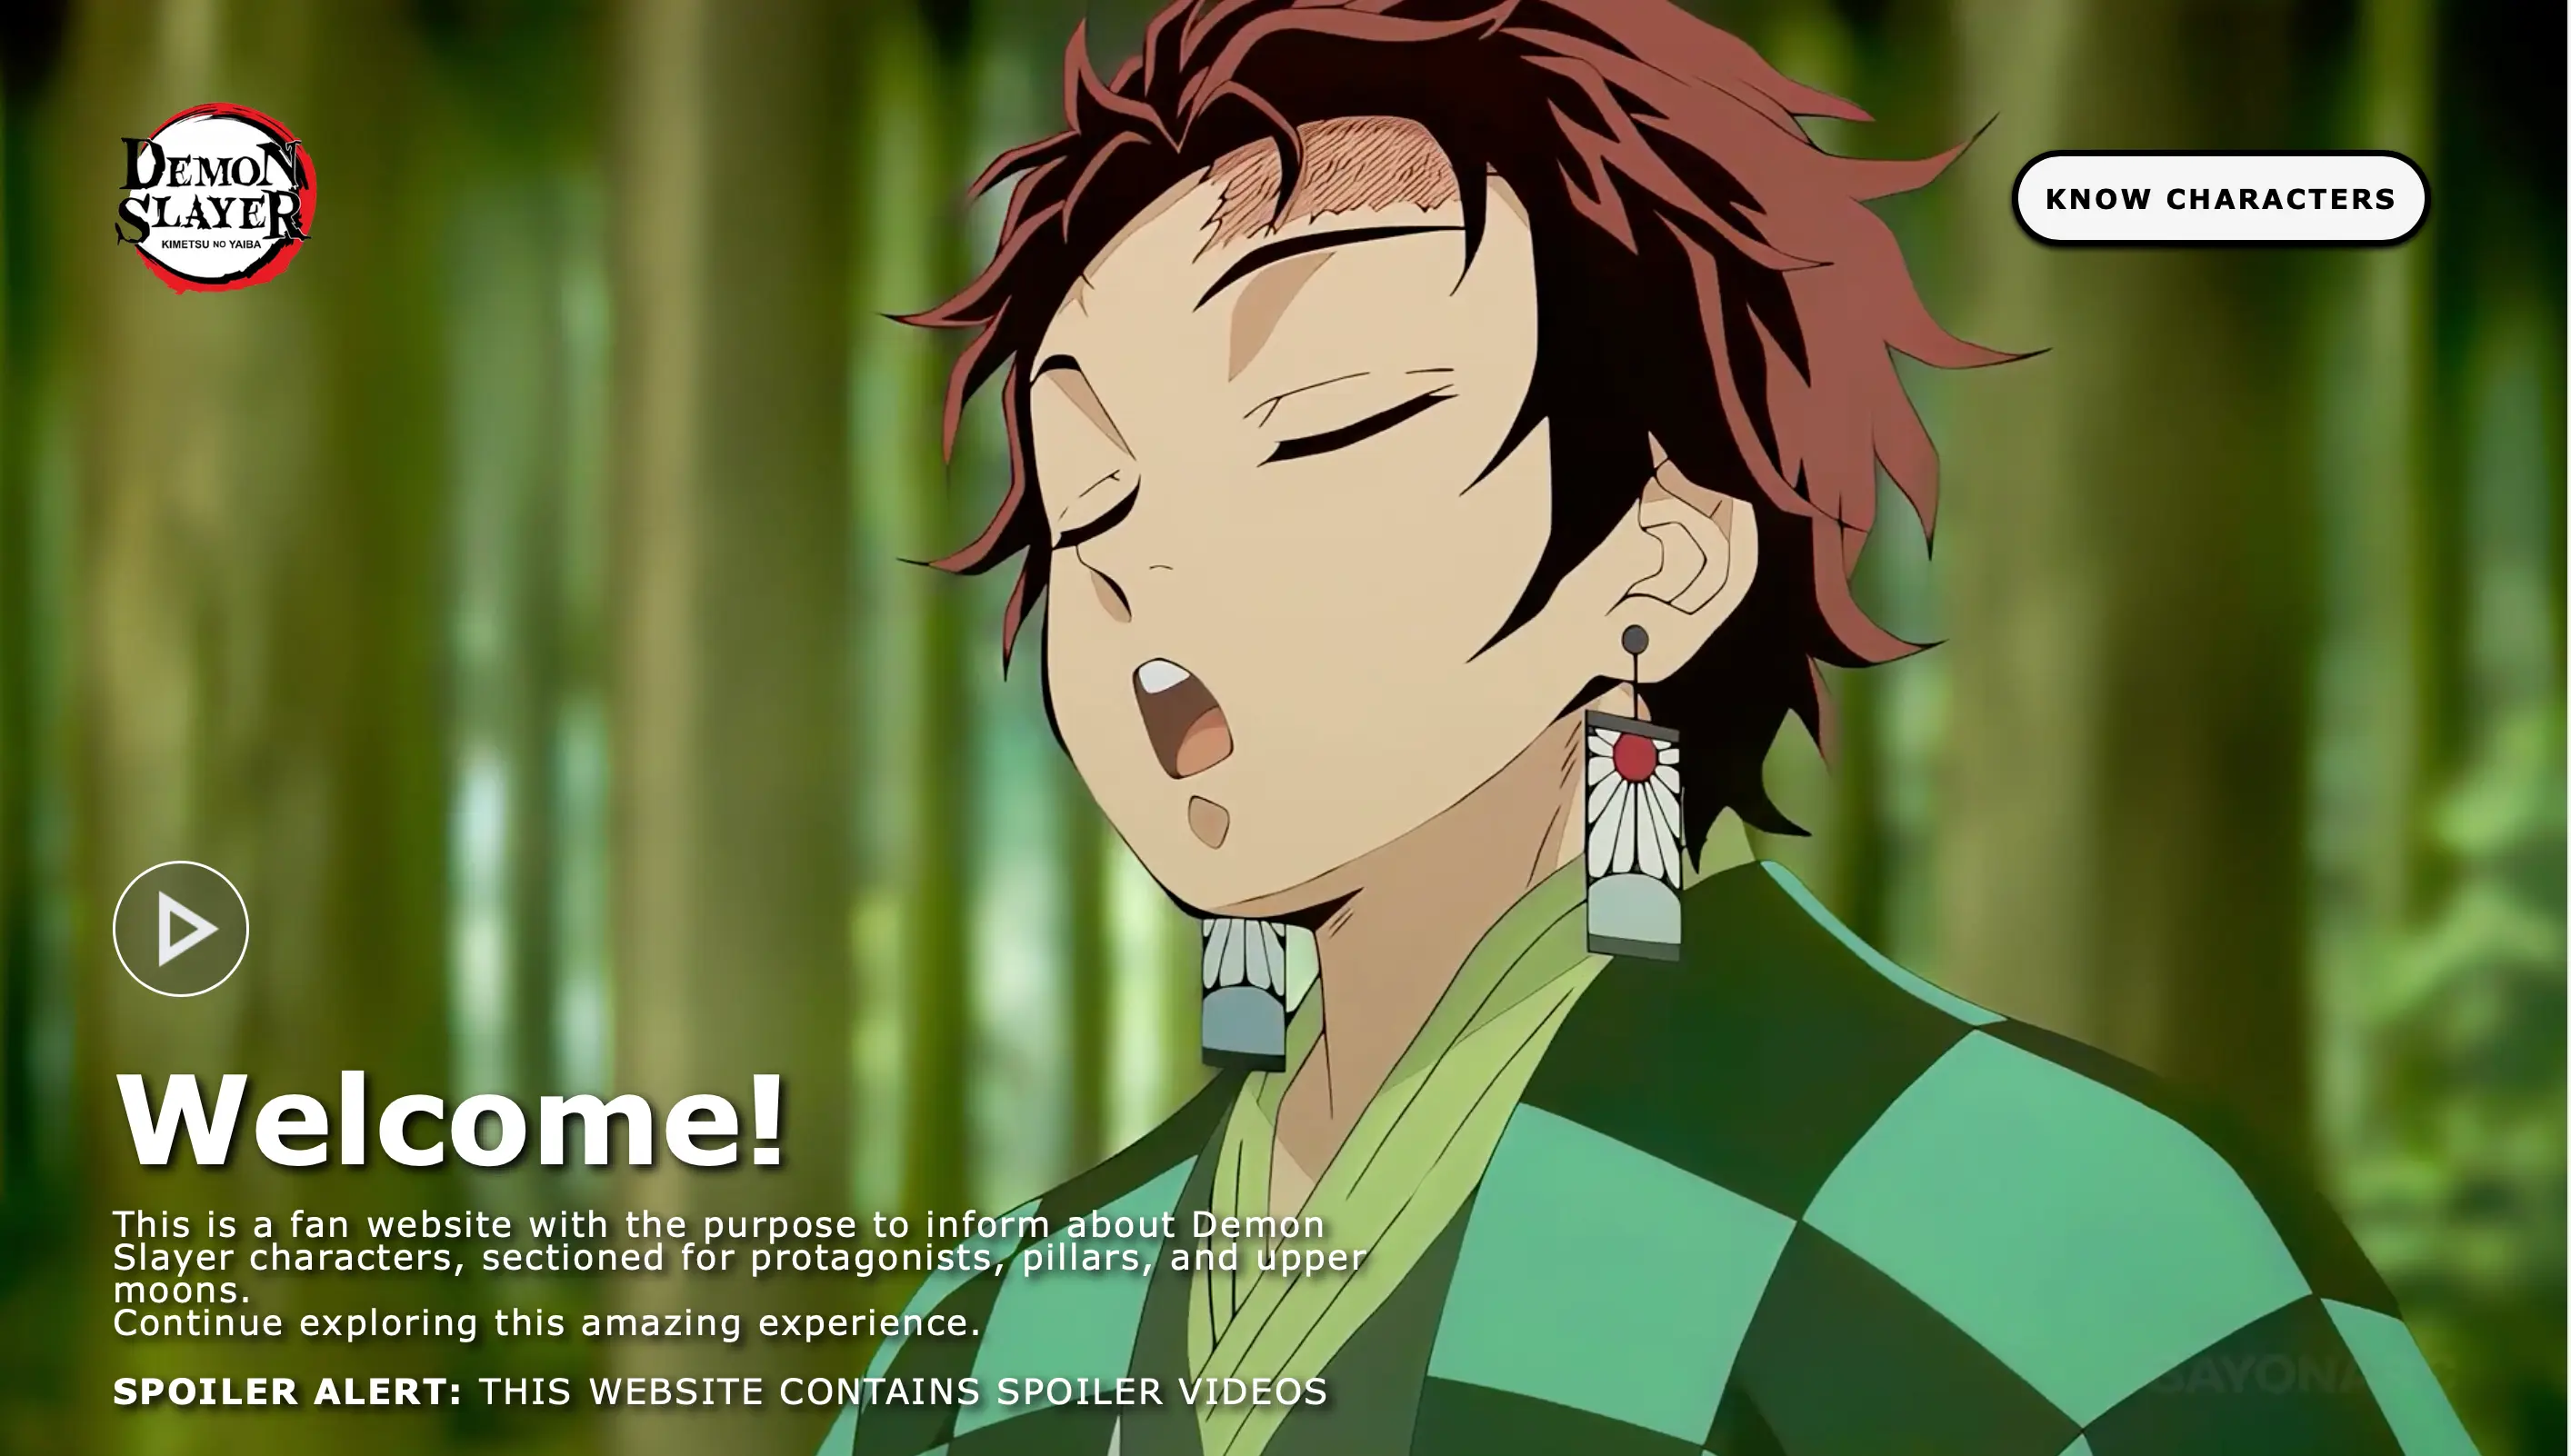 DEMON
SLAYER
KIMETSU NO YAIBA
KNOW CHARACTERS
Welcome!
This is a fan website with the purpose to inform about Demon
Slayer characters, sectioned for protagonists, pillars, and upper
moons.
Continue exploring this amazing experience.
SPOILER ALERT: THIS WEBSITE CONTAINS SPOILER VIDEOS